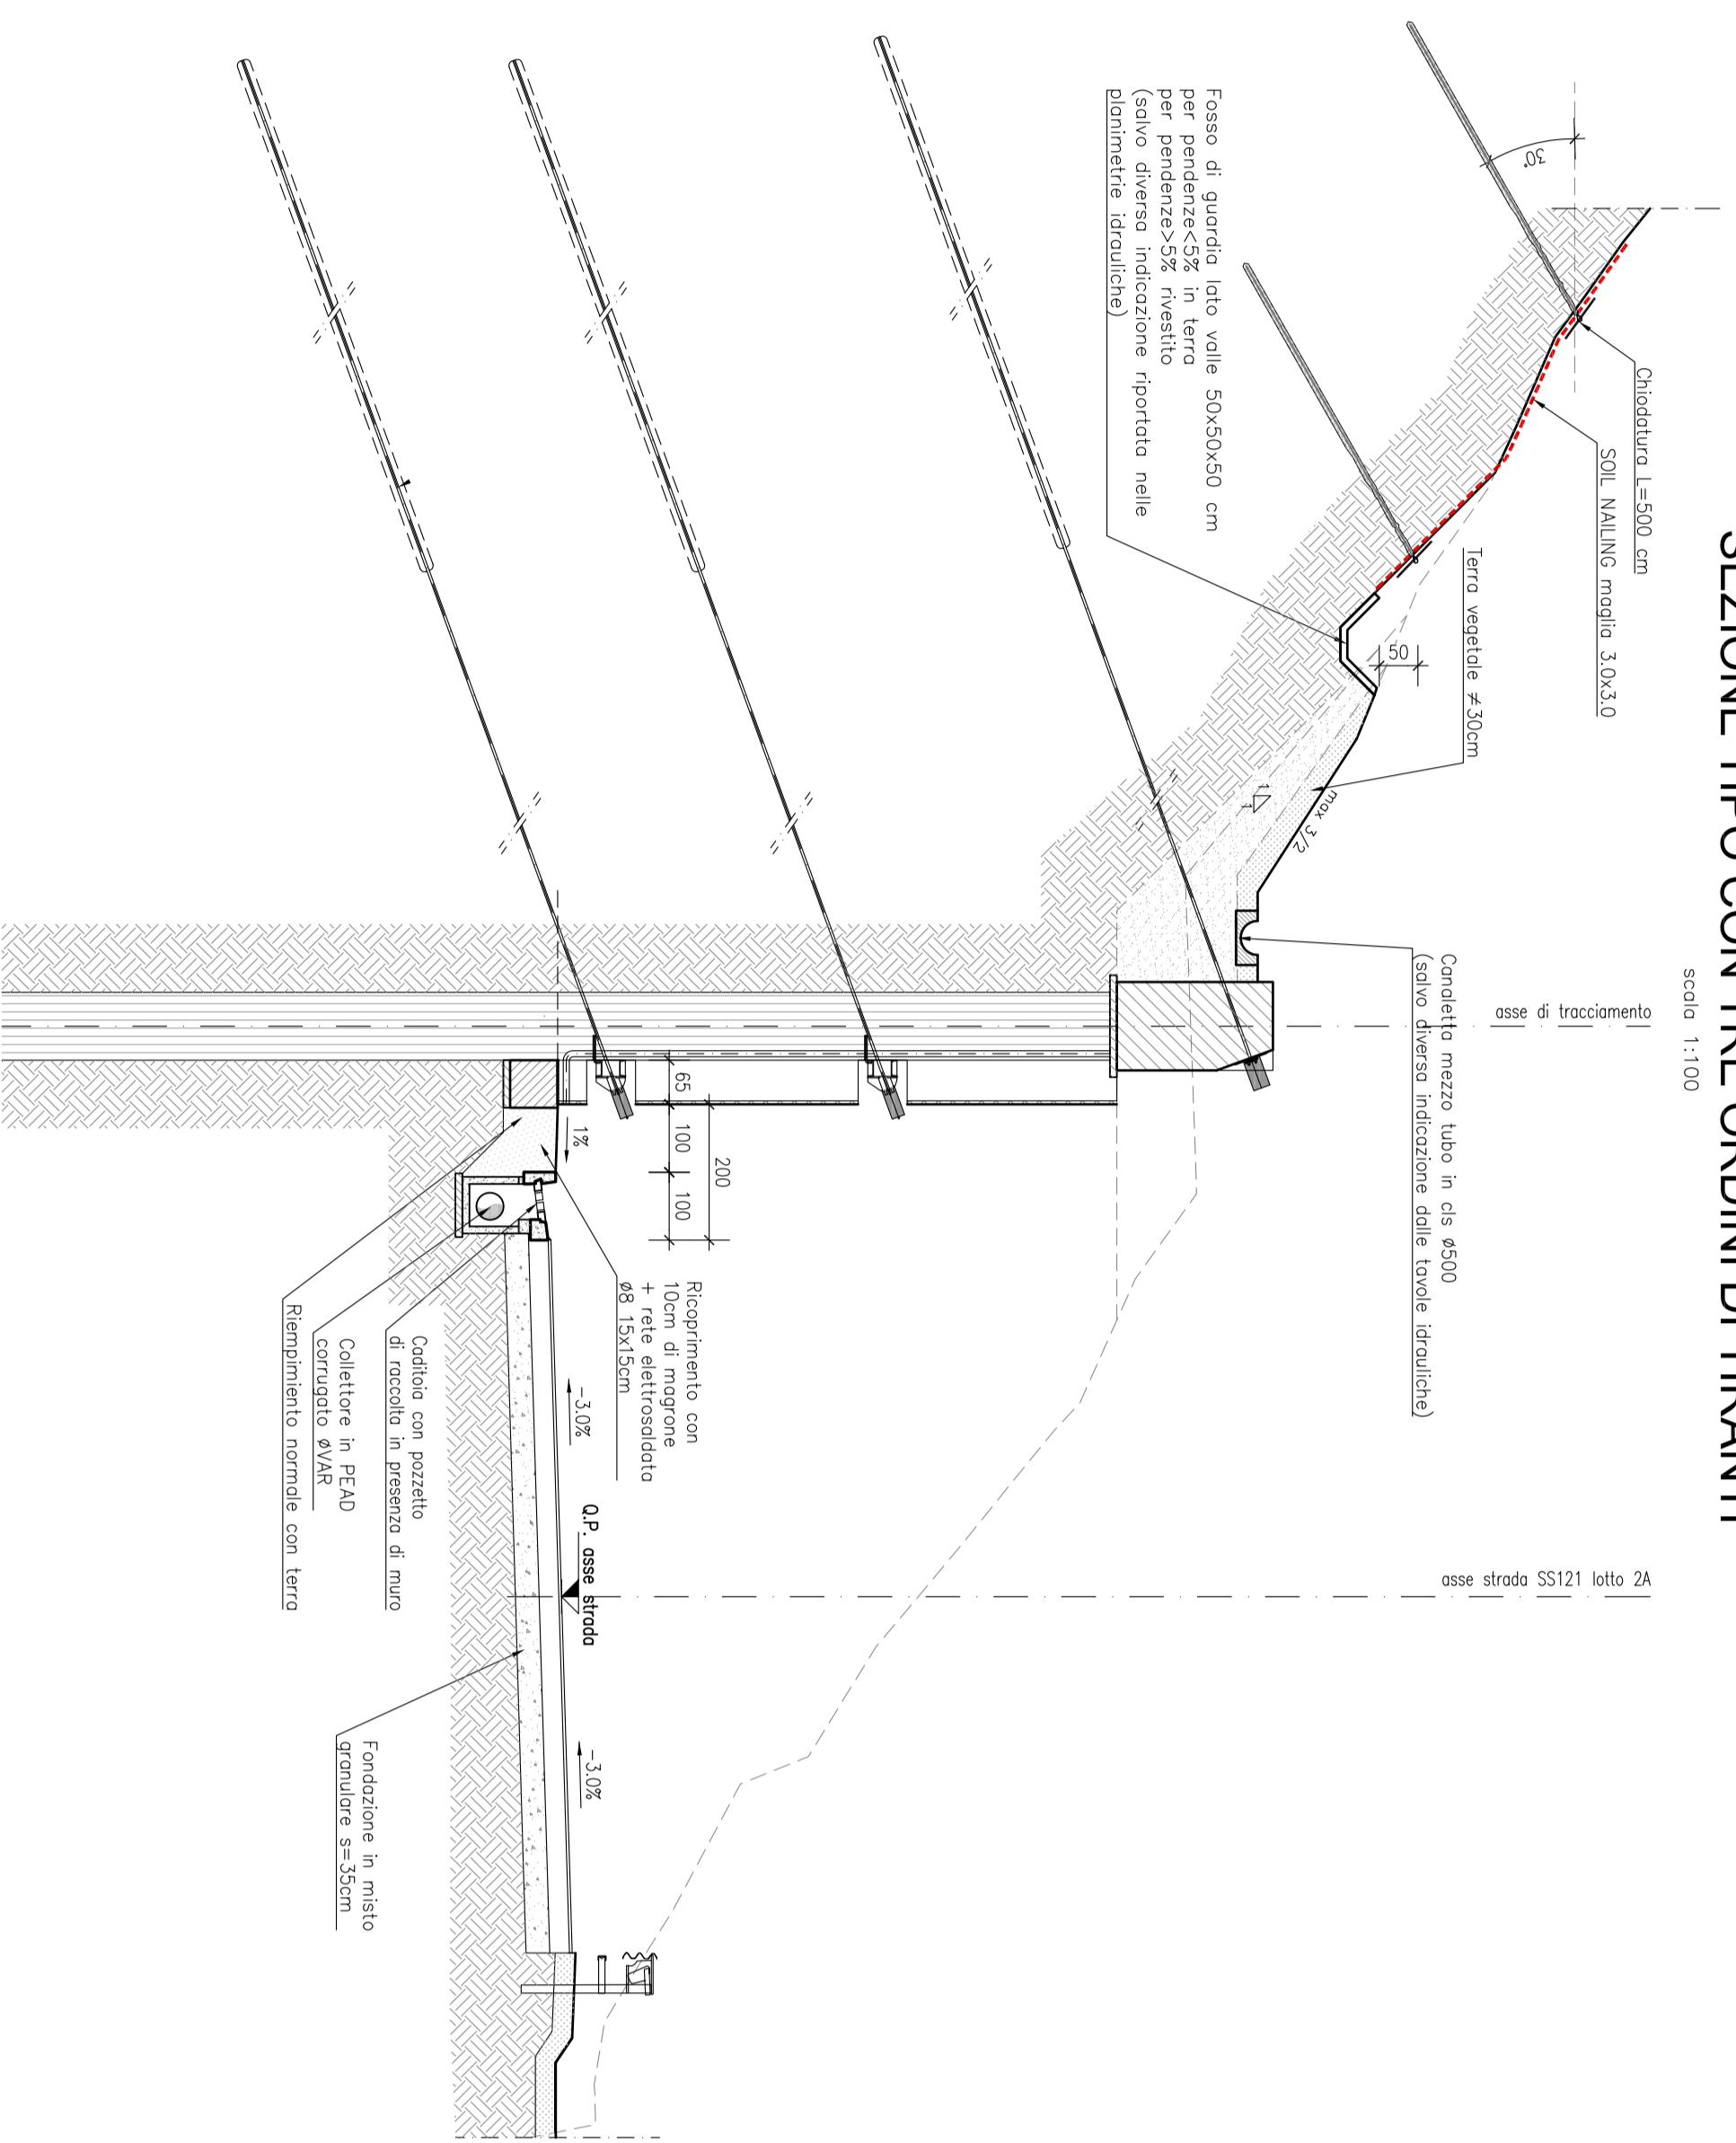 SEZIONE TIPO CON TRE ORDINI DI TIRANTI
scala 1:100
Chiodatura L=500 cm
SOIL NAILING maglia 3.0x3.0
30°
Terra vegetale ≠30cm
50
max 3/2
1
1
Fosso di guardia lato valle 50x50x50 cm
per pendenze<5% in terra
per pendenze>5% rivestito
(salvo diversa indicazione riportata nelle
planimetrie idrauliche)
asse di tracciamento
asse strada SS121 lotto 2A
Canaletta mezzo tubo in cls ø500
(salvo diversa indicazione dalle tavole idrauliche)
200
65
100
100
1%
Ricoprimento con
10cm di magrone
+ rete elettrosaldata
ø8 15x15cm
-3.0%
Q.P. asse strada
-3.0%
Caditoia con pozzetto
di raccolta in presenza di muro
Collettore in PEAD
corrugato øVAR
Riempimento normale con terra
Fondazione in misto
granulare s=35cm